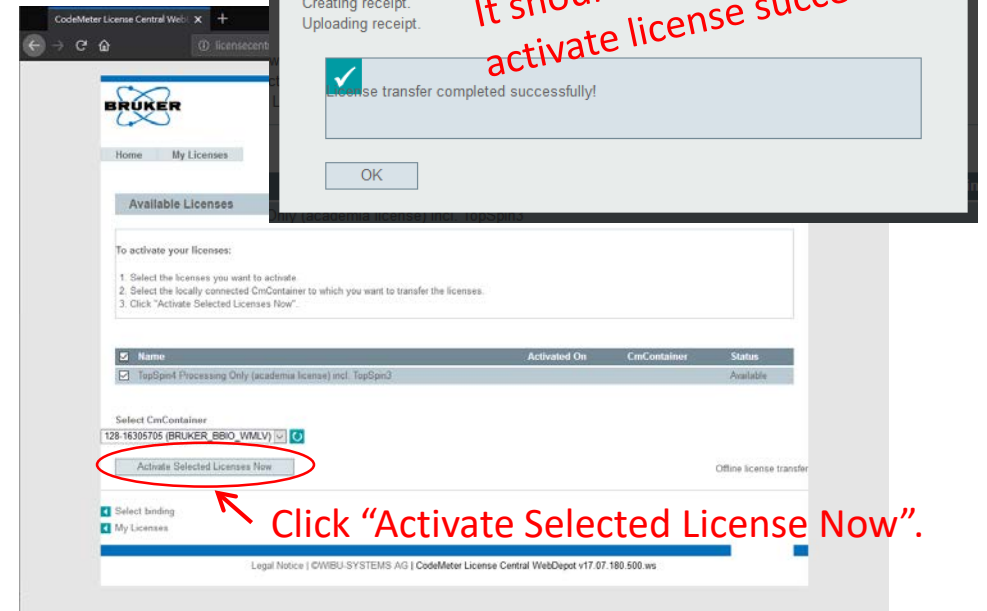 CodeMeter License Central Web
licensecent
Creating receipt.
Uploading receipt.
It shou
activate license succe
License transfer completed successfully!
OK
BRUKER
Home My Licenses
Available Licenses
Only (academia license) incl. TopSpin3
To activate your licenses:
1. Select the licenses you want to activate.
2. Select the locally connected CmContainer to which you want to transfer the licenses.
3. Click "Activate Selected Licenses Now".
Name Activated On CmContainer Status
TopSpin4 Processing Only (academia license) incl. TopSpin3 Available
Select CmContainer
128-16305705 (BRUKER_BBIO_WMLV)
Activate Selected Licenses Now
Offline license transfer
Select binding
My Licenses
Click “Activate Selected License Now”.
Legal Notice | ©WIBU-SYSTEMS AG | CodeMeter License Central WebDepot v17.07.180.500.ws